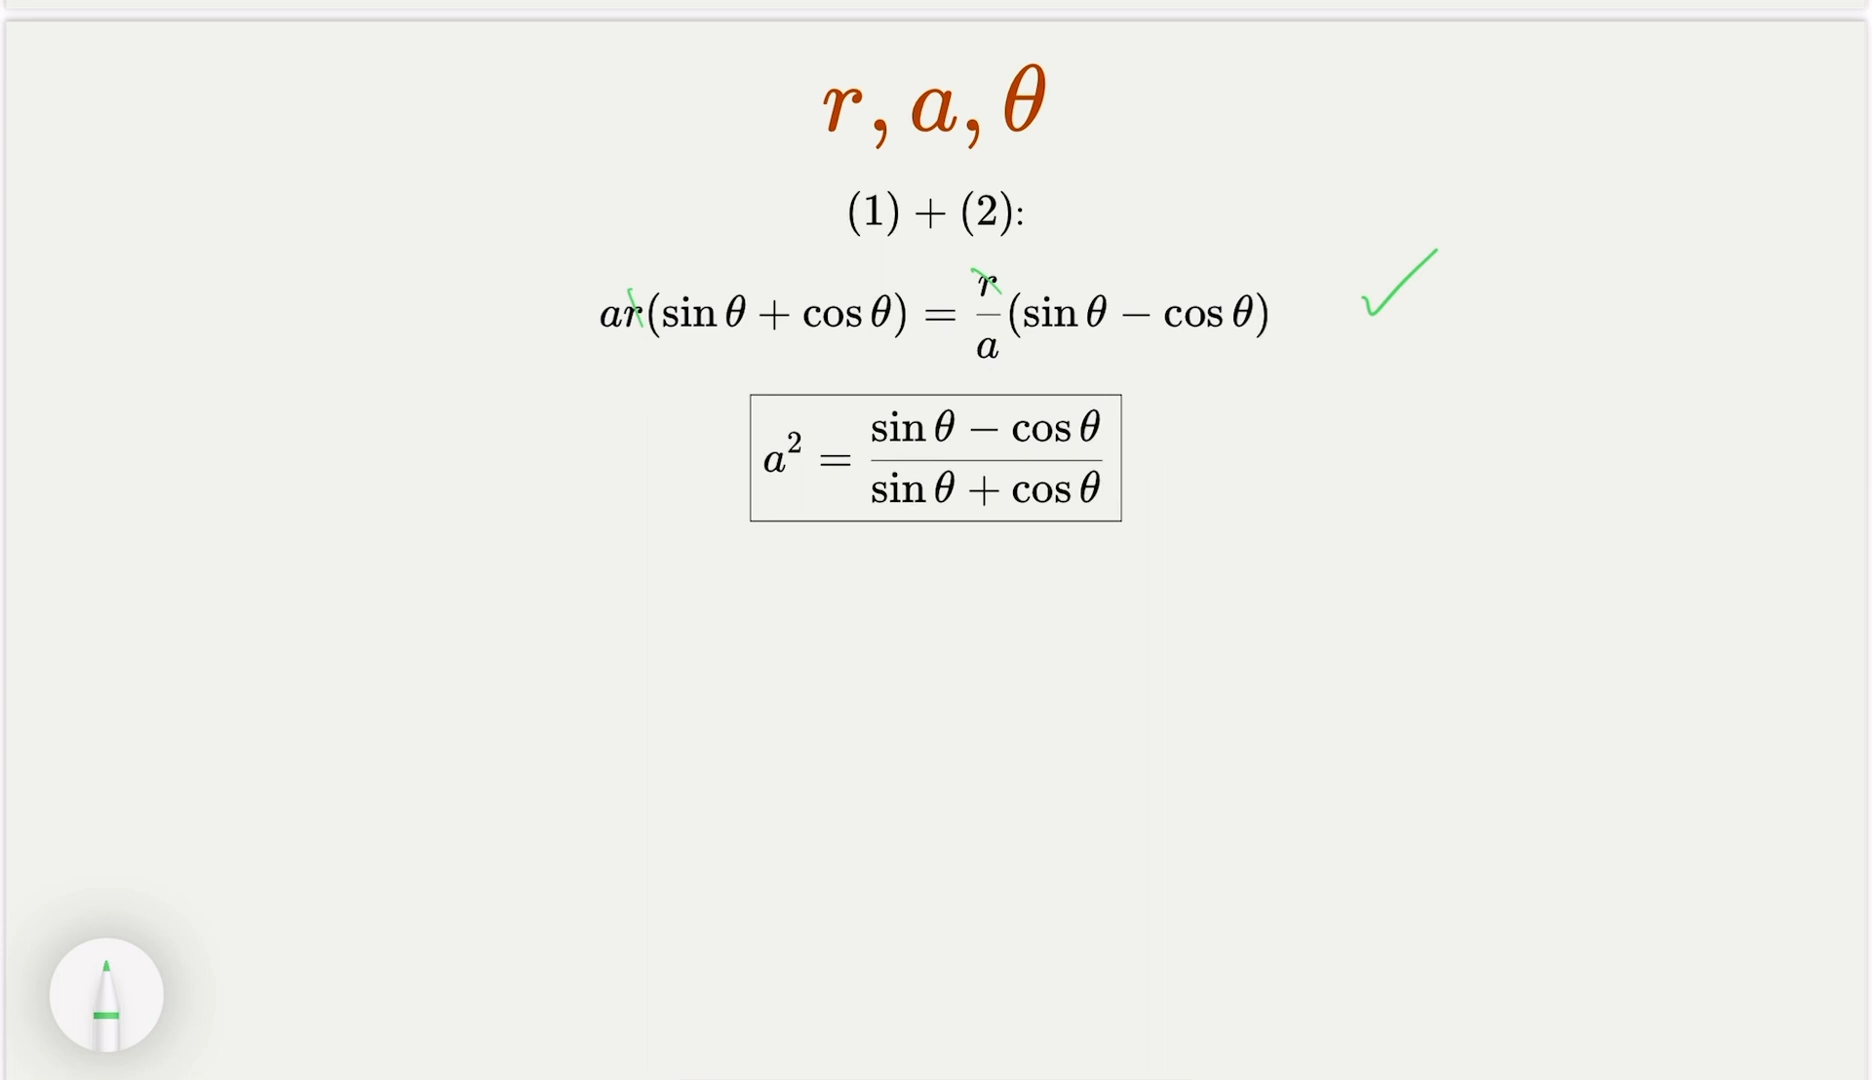 r, a, θ
(1) + (2):
ar(sin θ + cos θ) = r/a (sin θ − cos θ)
a² = (sin θ − cos θ)/(sin θ + cos θ)